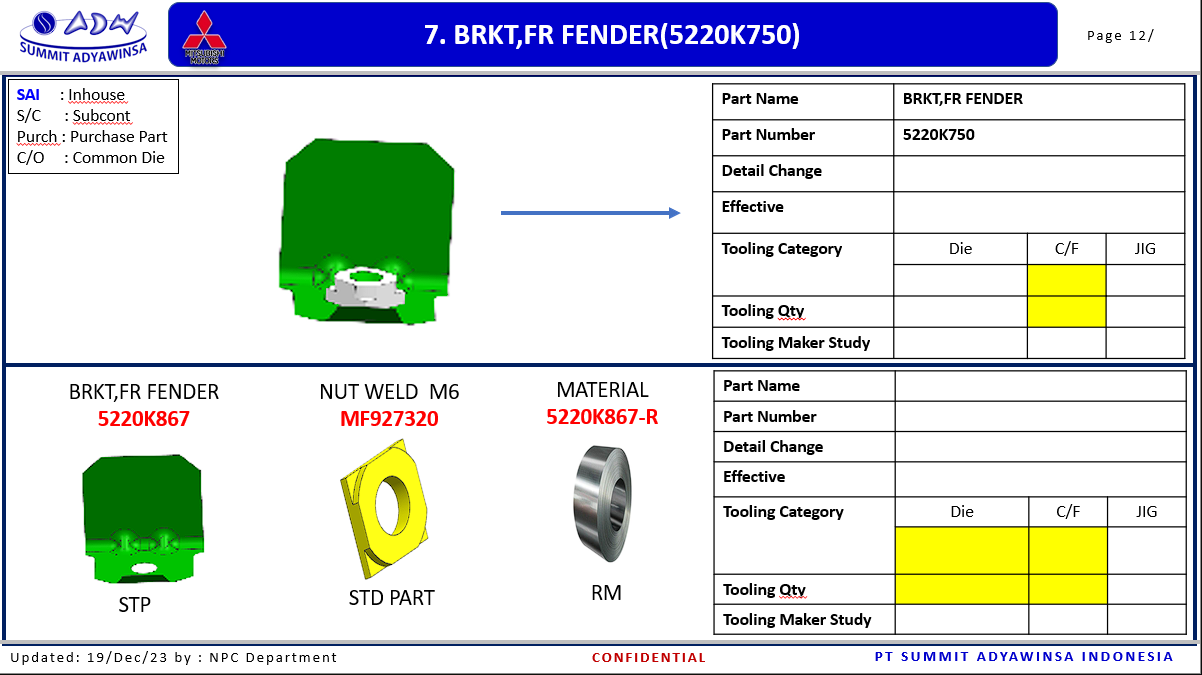 ADW
SUMMIT ADYAWINSA
MITSUBISHI
MOTORS
7. BRKT,FR FENDER(5220K750)
Page 12/
SAI : Inhouse
S/C : Subcont
Purch : Purchase Part
C/O : Common Die
Part Name BRKT,FR FENDER
Part Number 5220K750
Detail Change
Effective
Tooling Category Die C/F JIG
Tooling Qty
Tooling Maker Study
BRKT,FR FENDER
5220K867
STP
NUT WELD M6
MF927320
STD PART
MATERIAL
5220K867-R
RM
Part Name
Part Number
Detail Change
Effective
Tooling Category Die C/F JIG
Tooling Qty
Tooling Maker Study
Updated: 19/Dec/23 by : NPC Department
CONFIDENTIAL
PT SUMMIT ADYAWINSA INDONESIA